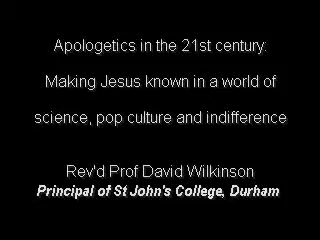 Apologetics in the 21st century:
Making Jesus known in a world of
science, pop culture and indifference
Rev'd Prof David Wilkinson
Principal of St John's College, Durham